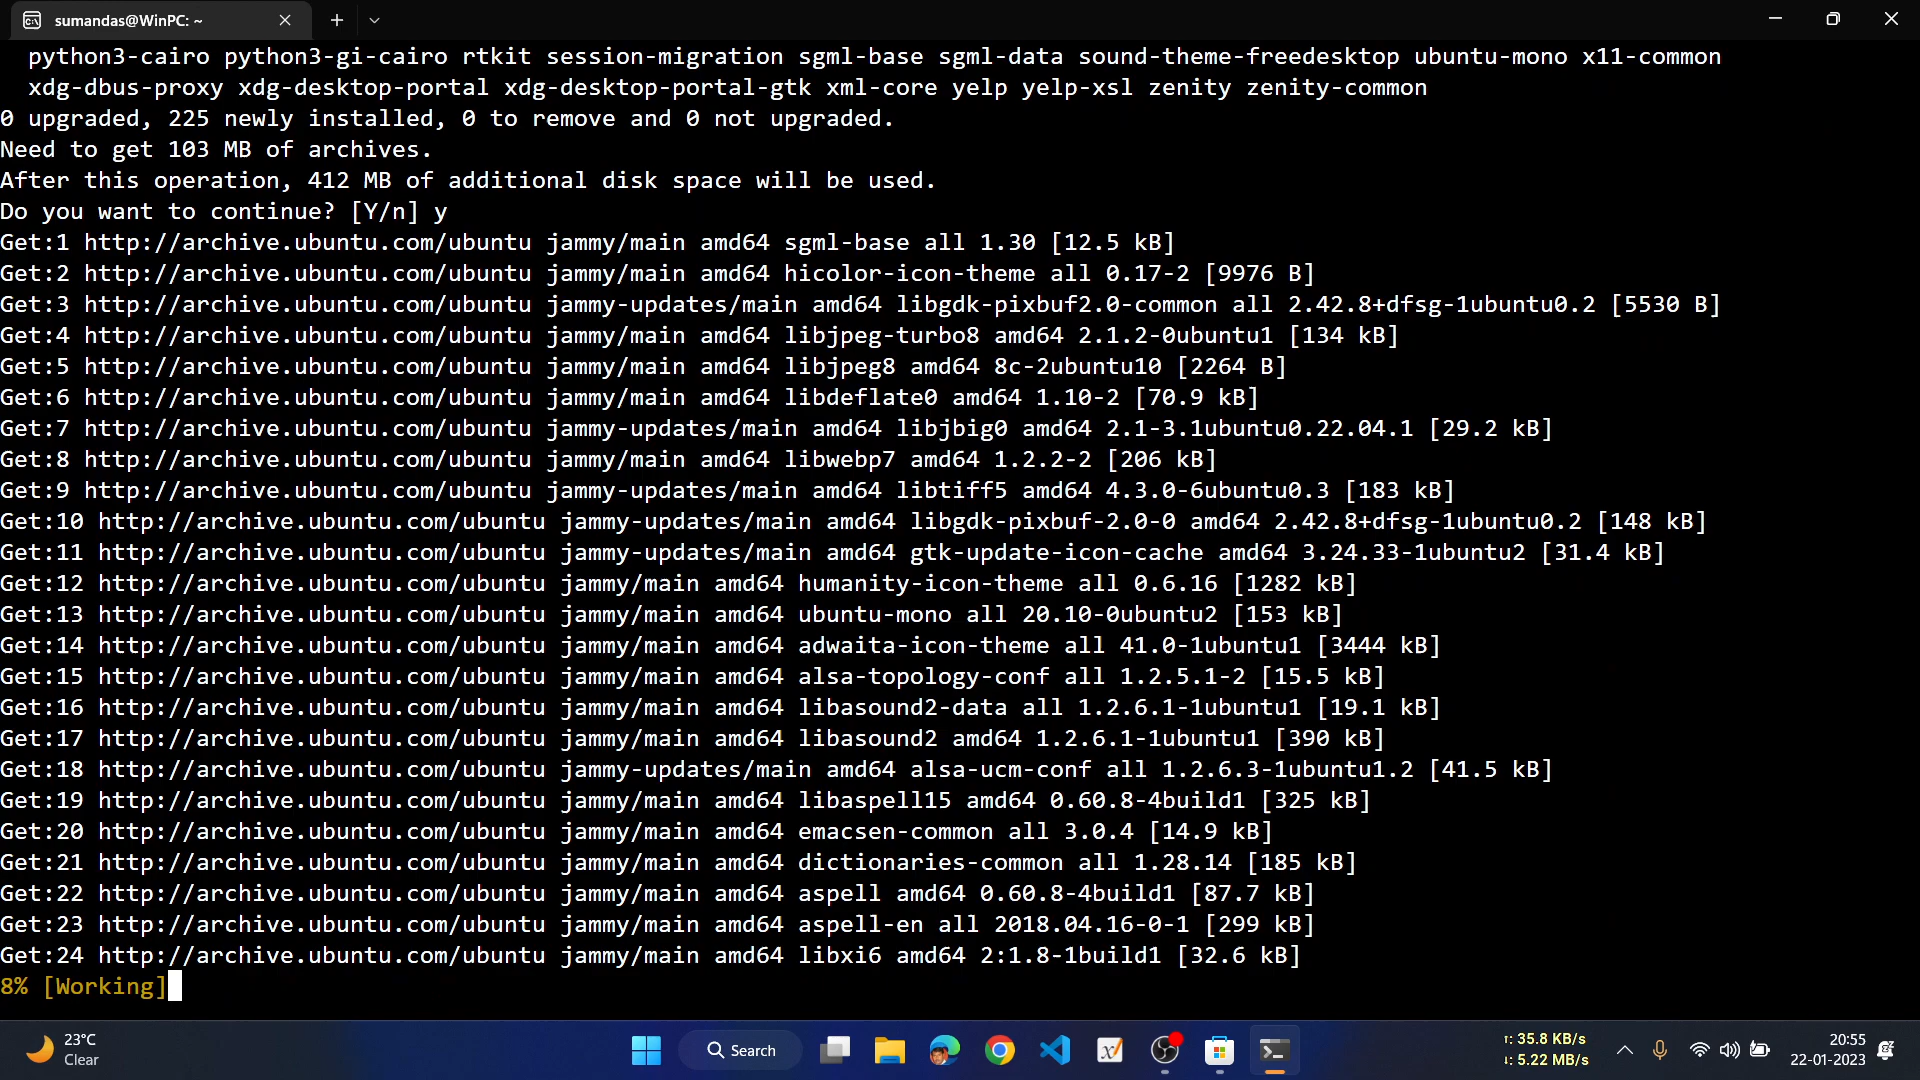 sumandas@WinPC: ~
python3-cairo python3-gi-cairo rtkit session-migration sgml-base sgml-data sound-theme-freedesktop ubuntu-mono x11-common
xdg-dbus-proxy xdg-desktop-portal xdg-desktop-portal-gtk xml-core yelp yelp-xsl zenity zenity-common
0 upgraded, 225 newly installed, 0 to remove and 0 not upgraded.
Need to get 103 MB of archives.
After this operation, 412 MB of additional disk space will be used.
Do you want to continue? [Y/n] y
Get:1 http://archive.ubuntu.com/ubuntu jammy/main amd64 sgml-base all 1.30 [12.5 kB]
Get:2 http://archive.ubuntu.com/ubuntu jammy/main amd64 hicolor-icon-theme all 0.17-2 [9976 B]
Get:3 http://archive.ubuntu.com/ubuntu jammy-updates/main amd64 libgdk-pixbuf2.0-common all 2.42.8+dfsg-1ubuntu0.2 [5530 B]
Get:4 http://archive.ubuntu.com/ubuntu jammy/main amd64 libjpeg-turbo8 amd64 2.1.2-0ubuntu1 [134 kB]
Get:5 http://archive.ubuntu.com/ubuntu jammy/main amd64 libjpeg8 amd64 8c-2ubuntu10 [2264 B]
Get:6 http://archive.ubuntu.com/ubuntu jammy/main amd64 libdeflate0 amd64 1.10-2 [70.9 kB]
Get:7 http://archive.ubuntu.com/ubuntu jammy-updates/main amd64 libjbig0 amd64 2.1-3.1ubuntu0.22.04.1 [29.2 kB]
Get:8 http://archive.ubuntu.com/ubuntu jammy/main amd64 libwebp7 amd64 1.2.2-2 [206 kB]
Get:9 http://archive.ubuntu.com/ubuntu jammy-updates/main amd64 libtiff5 amd64 4.3.0-6ubuntu0.3 [183 kB]
Get:10 http://archive.ubuntu.com/ubuntu jammy-updates/main amd64 libgdk-pixbuf-2.0-0 amd64 2.42.8+dfsg-1ubuntu0.2 [148 kB]
Get:11 http://archive.ubuntu.com/ubuntu jammy-updates/main amd64 gtk-update-icon-cache amd64 3.24.33-1ubuntu2 [31.4 kB]
Get:12 http://archive.ubuntu.com/ubuntu jammy/main amd64 humanity-icon-theme all 0.6.16 [1282 kB]
Get:13 http://archive.ubuntu.com/ubuntu jammy/main amd64 ubuntu-mono all 20.10-0ubuntu2 [153 kB]
Get:14 http://archive.ubuntu.com/ubuntu jammy/main amd64 adwaita-icon-theme all 41.0-1ubuntu1 [3444 kB]
Get:15 http://archive.ubuntu.com/ubuntu jammy/main amd64 alsa-topology-conf all 1.2.5.1-2 [15.5 kB]
Get:16 http://archive.ubuntu.com/ubuntu jammy/main amd64 libasound2-data all 1.2.6.1-1ubuntu1 [19.1 kB]
Get:17 http://archive.ubuntu.com/ubuntu jammy/main amd64 libasound2 amd64 1.2.6.1-1ubuntu1 [390 kB]
Get:18 http://archive.ubuntu.com/ubuntu jammy-updates/main amd64 alsa-ucm-conf all 1.2.6.3-1ubuntu1.2 [41.5 kB]
Get:19 http://archive.ubuntu.com/ubuntu jammy/main amd64 libaspell15 amd64 0.60.8-4build1 [325 kB]
Get:20 http://archive.ubuntu.com/ubuntu jammy/main amd64 emacsen-common all 3.0.4 [14.9 kB]
Get:21 http://archive.ubuntu.com/ubuntu jammy/main amd64 dictionaries-common all 1.28.14 [185 kB]
Get:22 http://archive.ubuntu.com/ubuntu jammy/main amd64 aspell amd64 0.60.8-4build1 [87.7 kB]
Get:23 http://archive.ubuntu.com/ubuntu jammy/main amd64 aspell-en all 2018.04.16-0-1 [299 kB]
Get:24 http://archive.ubuntu.com/ubuntu jammy/main amd64 libxi6 amd64 2:1.8-1build1 [32.6 kB]
8% [Working]
23°C
Clear
Search
↑: 35.8 KB/s
↓: 5.22 MB/s
20:55
22-01-2023